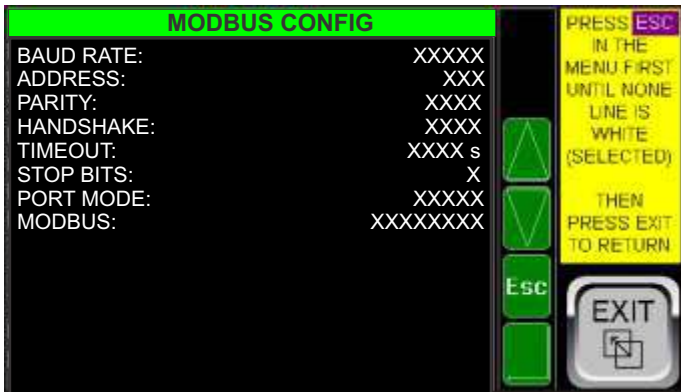 MODBUS CONFIG
BAUD RATE: XXXXX
ADDRESS: XXX
PARITY: XXXX
HANDSHAKE: XXXX
TIMEOUT: XXXX s
STOP BITS: X
PORT MODE: XXXXX
MODBUS: XXXXXXXX
Esc
PRESS ESC
IN THE
MENU FIRST
UNTIL NONE
LINE IS
WHITE
(SELECTED)
THEN
PRESS EXIT
TO RETURN
EXIT